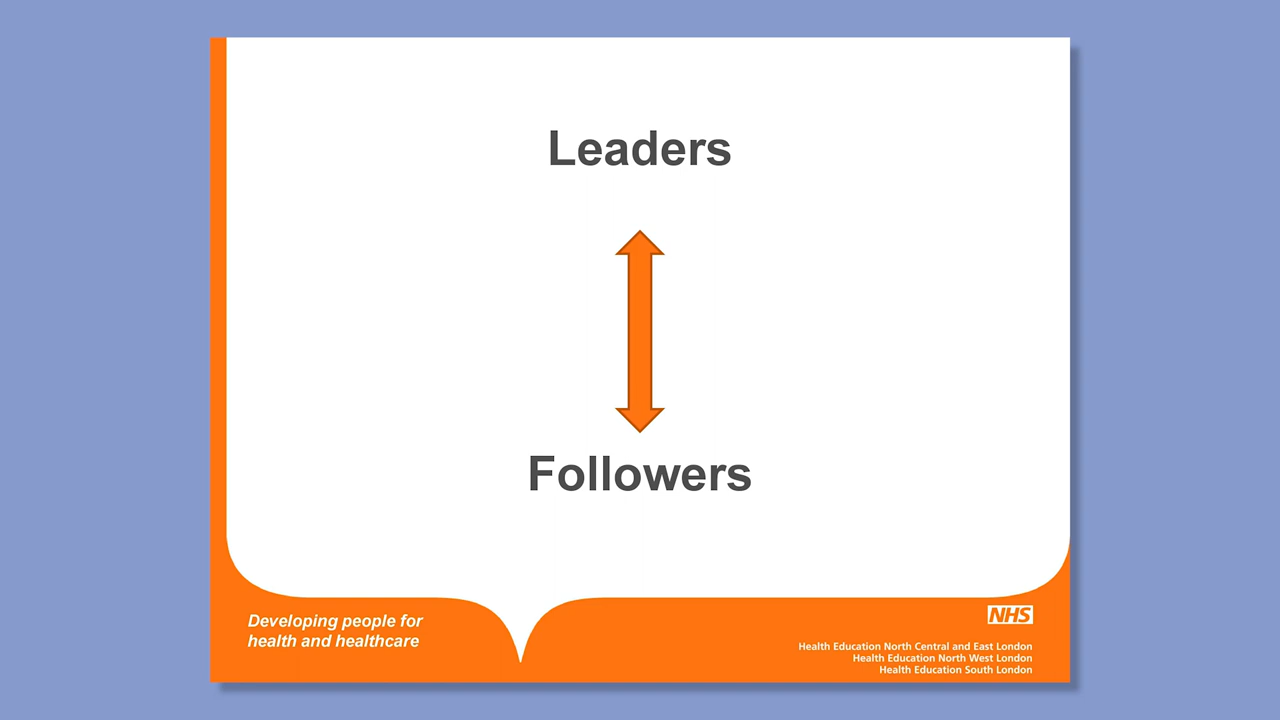 Leaders
Followers
Developing people for
health and healthcare
NHS
Health Education North Central and East London
Health Education North West London
Health Education South London